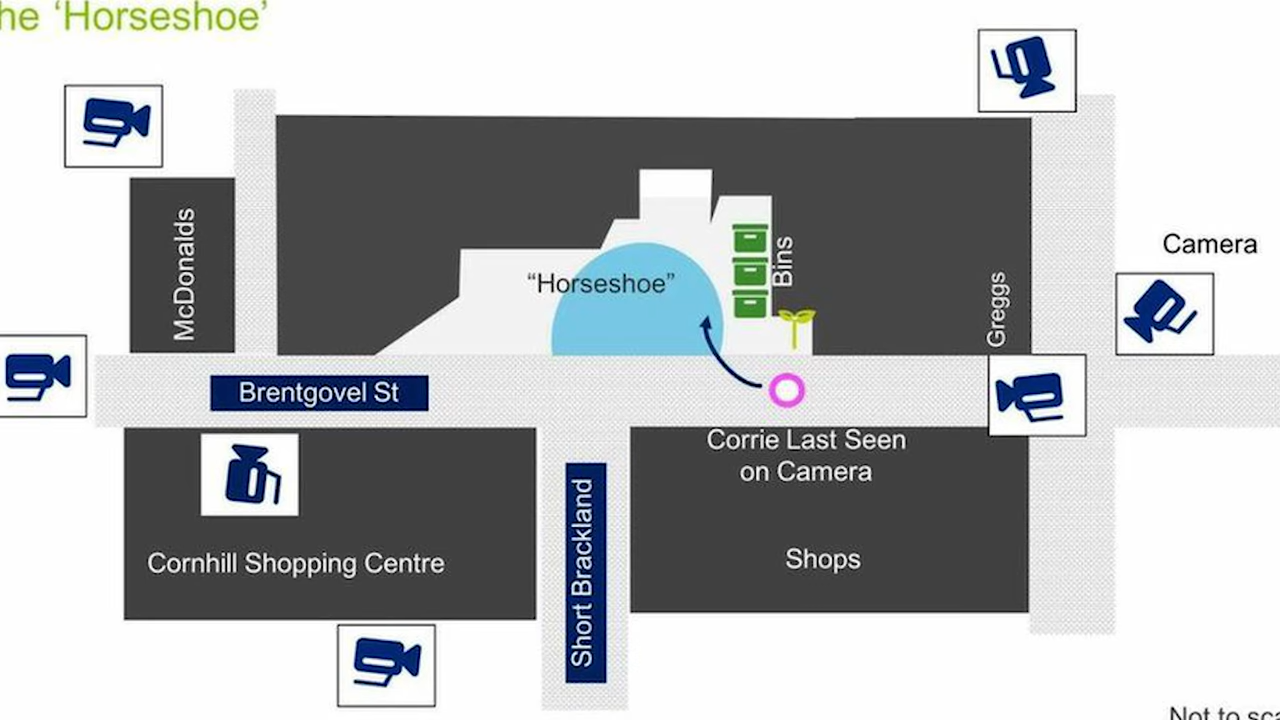 he ‘Horseshoe’
Camera
McDonalds
“Horseshoe”
Bins
Greggs
Brentgovel St
Corrie Last Seen
on Camera
Short Brackland
Cornhill Shopping Centre
Shops
Not to sca